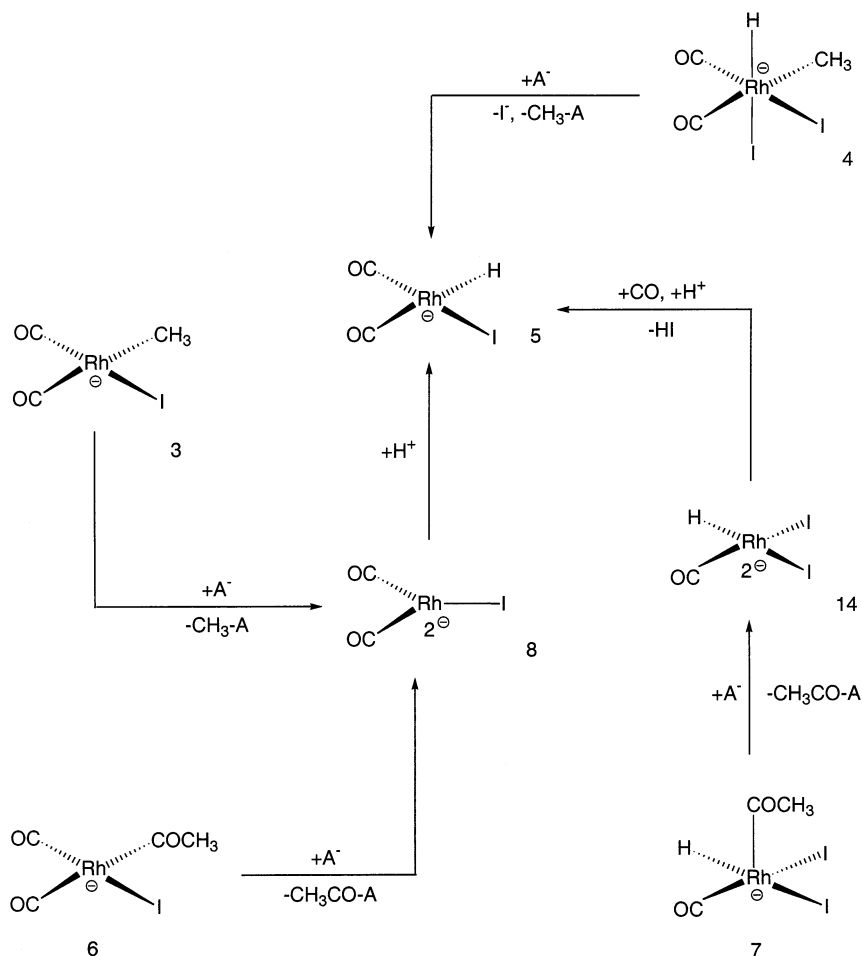 H
OC
⊖
CH3
Rh
OC
I
I
4
+A-
-I-, -CH3-A
OC
H
Rh
⊖
OC
I
5
+CO, +H+
-HI
OC
CH3
Rh
⊖
OC
I
3
+H+
H
I
Rh
OC
2⊖
I
14
+A-
-CH3-A
OC
Rh
I
2⊖
OC
8
+A-
-CH3CO-A
COCH3
OC
COCH3
Rh
⊖
OC
I
6
+A-
-CH3CO-A
H
I
Rh
⊖
OC
I
7